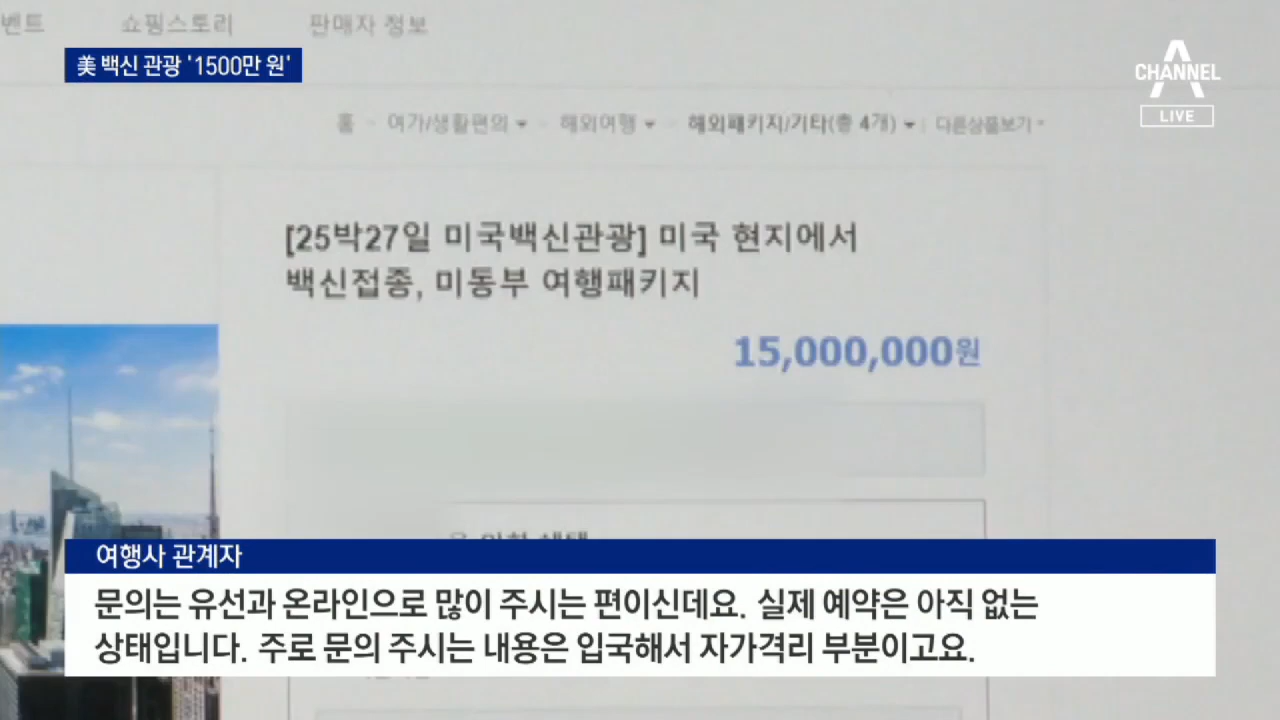 벤트 쇼핑스토리 판매자 정보
美 백신 관광 '1500만 원'
CHANNEL A
LIVE
홈 여가/생활편의 해외여행 해외패키지/기타(총 4개) 다른상품보기
[25박27일 미국백신관광] 미국 현지에서
백신접종, 미동부 여행패키지
15,000,000원
여행사 관계자
문의는 유선과 온라인으로 많이 주시는 편이신데요. 실제 예약은 아직 없는
상태입니다. 주로 문의 주시는 내용은 입국해서 자가격리 부분이고요.